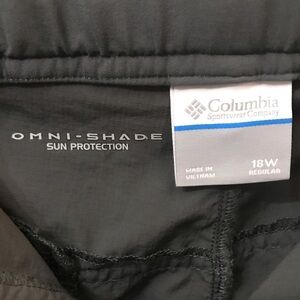 Columbia
Sportswear Company
OMNI-SHADE
SUN PROTECTION
MADE IN
VIETNAM
18W
REGULAR